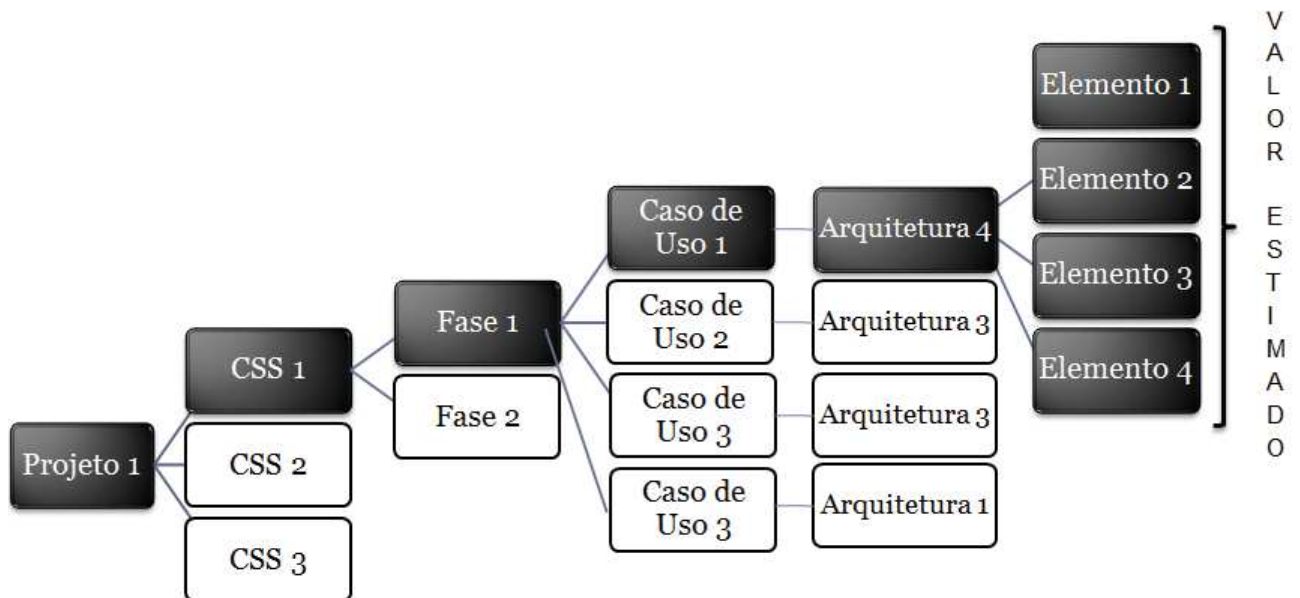 Projeto 1
CSS 1
CSS 2
CSS 3
Fase 1
Fase 2
Caso de
Uso 1
Caso de
Uso 2
Caso de
Uso 3
Caso de
Uso 3
Arquitetura 4
Arquitetura 3
Arquitetura 3
Arquitetura 1
Elemento 1
Elemento 2
Elemento 3
Elemento 4
VALOR ESTIMADO